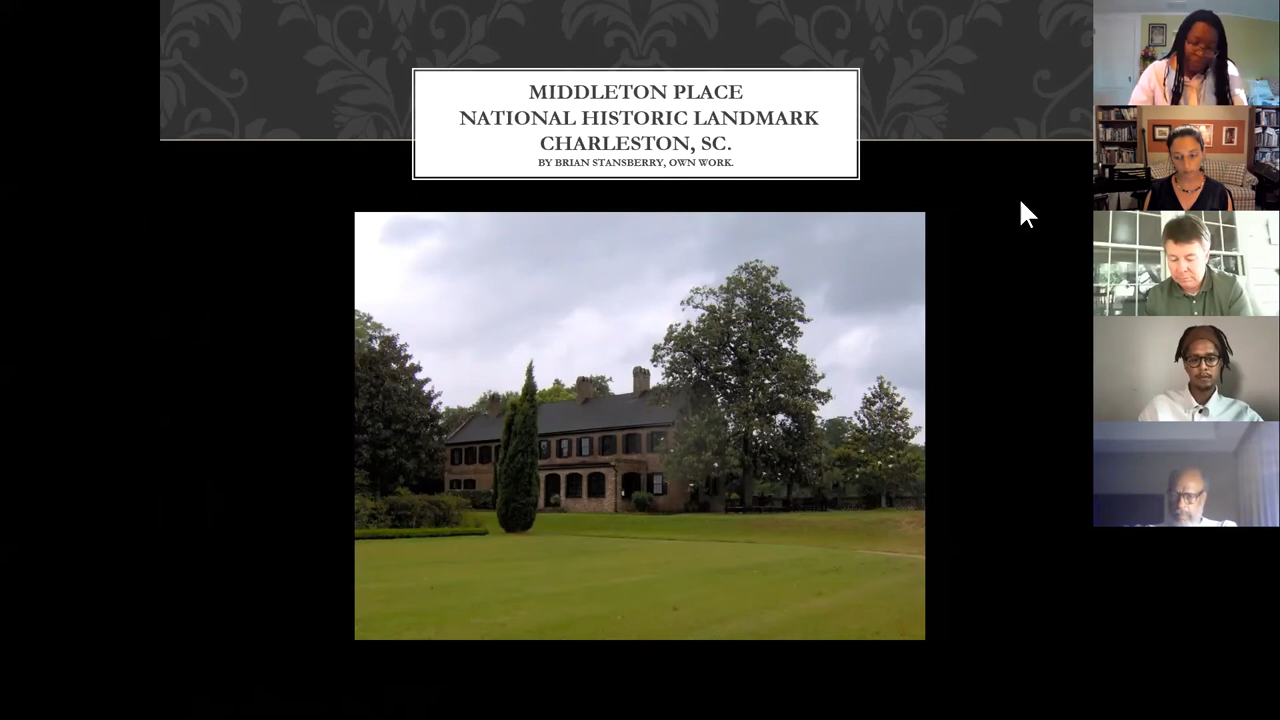 MIDDLETON PLACE
NATIONAL HISTORIC LANDMARK
CHARLESTON, SC.
BY BRIAN STANSBERRY, OWN WORK.